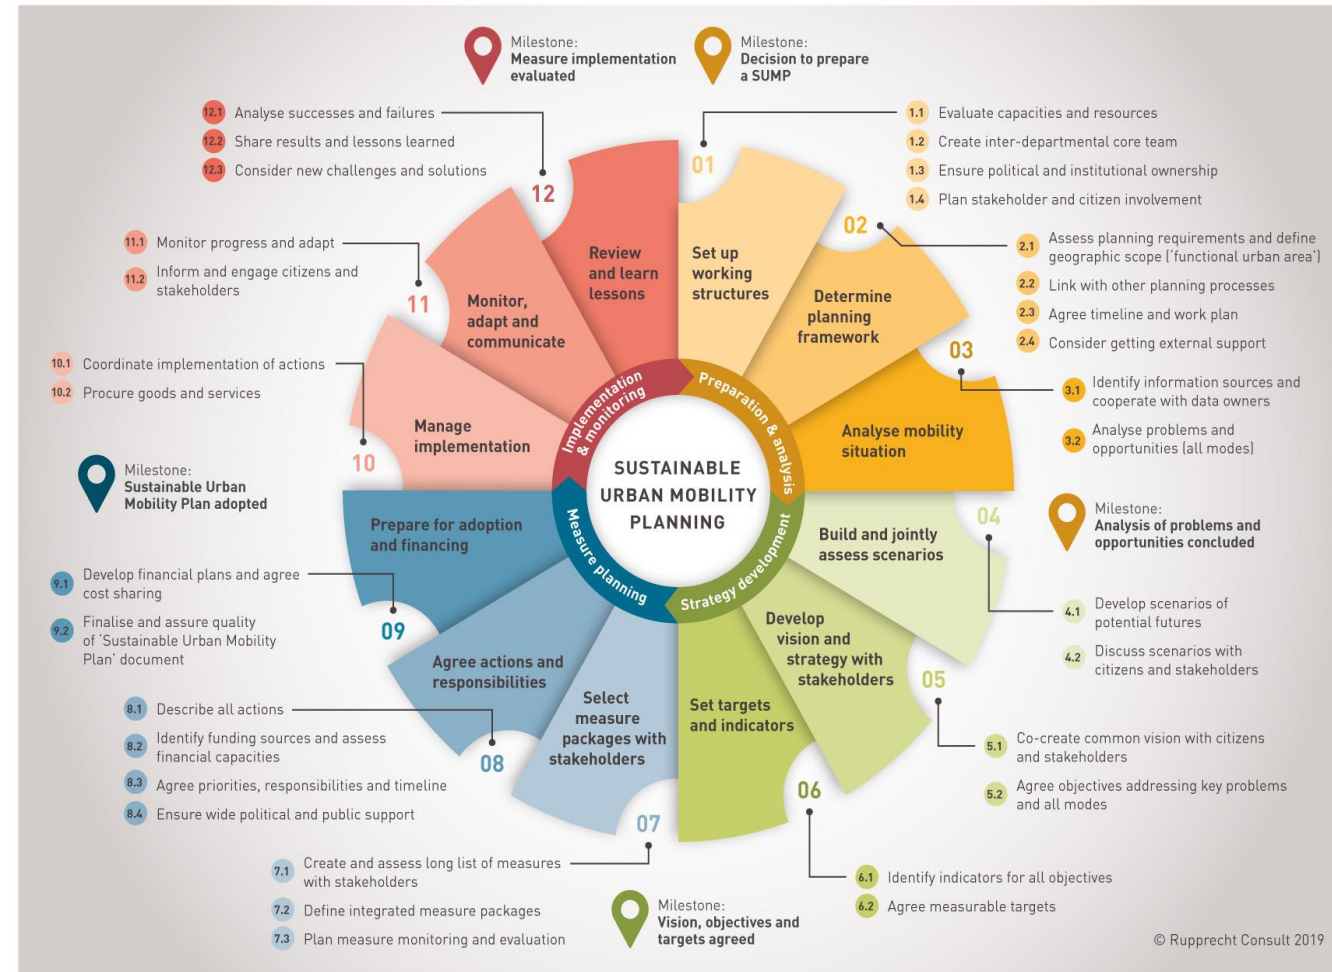 Milestone:
Measure implementation
evaluated
Milestone:
Decision to prepare
a SUMP
12.1 Analyse successes and failures
12.2 Share results and lessons learned
12.3 Consider new challenges and solutions
1.1 Evaluate capacities and resources
1.2 Create inter-departmental core team
1.3 Ensure political and institutional ownership
1.4 Plan stakeholder and citizen involvement
11.1 Monitor progress and adapt
11.2 Inform and engage citizens and
stakeholders
2.1 Assess planning requirements and define
geographic scope (‘functional urban area’)
2.2 Link with other planning processes
2.3 Agree timeline and work plan
2.4 Consider getting external support
10.1 Coordinate implementation of actions
10.2 Procure goods and services
3.1 Identify information sources and
cooperate with data owners
3.2 Analyse problems and
opportunities (all modes)
Milestone:
Sustainable Urban
Mobility Plan adopted
Milestone:
Analysis of problems and
opportunities concluded
9.1 Develop financial plans and agree
cost sharing
9.2 Finalise and assure quality
of ‘Sustainable Urban Mobility
Plan’ document
4.1 Develop scenarios of
potential futures
4.2 Discuss scenarios with
citizens and stakeholders
8.1 Describe all actions
8.2 Identify funding sources and assess
financial capacities
8.3 Agree priorities, responsibilities and timeline
8.4 Ensure wide political and public support
5.1 Co-create common vision with citizens
and stakeholders
5.2 Agree objectives addressing key problems
and all modes
7.1 Create and assess long list of measures
with stakeholders
7.2 Define integrated measure packages
7.3 Plan measure monitoring and evaluation
6.1 Identify indicators for all objectives
6.2 Agree measurable targets
Milestone:
Vision, objectives and
targets agreed
01
Set up
working
structures
02
Determine
planning
framework
03
Analyse mobility
situation
04
Build and jointly
assess scenarios
05
Develop
vision and
strategy with
stakeholders
06
Set targets
and indicators
07
Select
measure
packages with
stakeholders
08
Agree actions and
responsibilities
09
Prepare for adoption
and financing
10
Manage
implementation
11
Monitor,
adapt and
communicate
12
Review
and learn
lessons
Preparation & analysis
Strategy development
Measure planning
Implementation
& monitoring
SUSTAINABLE
URBAN MOBILITY
PLANNING
© Rupprecht Consult 2019